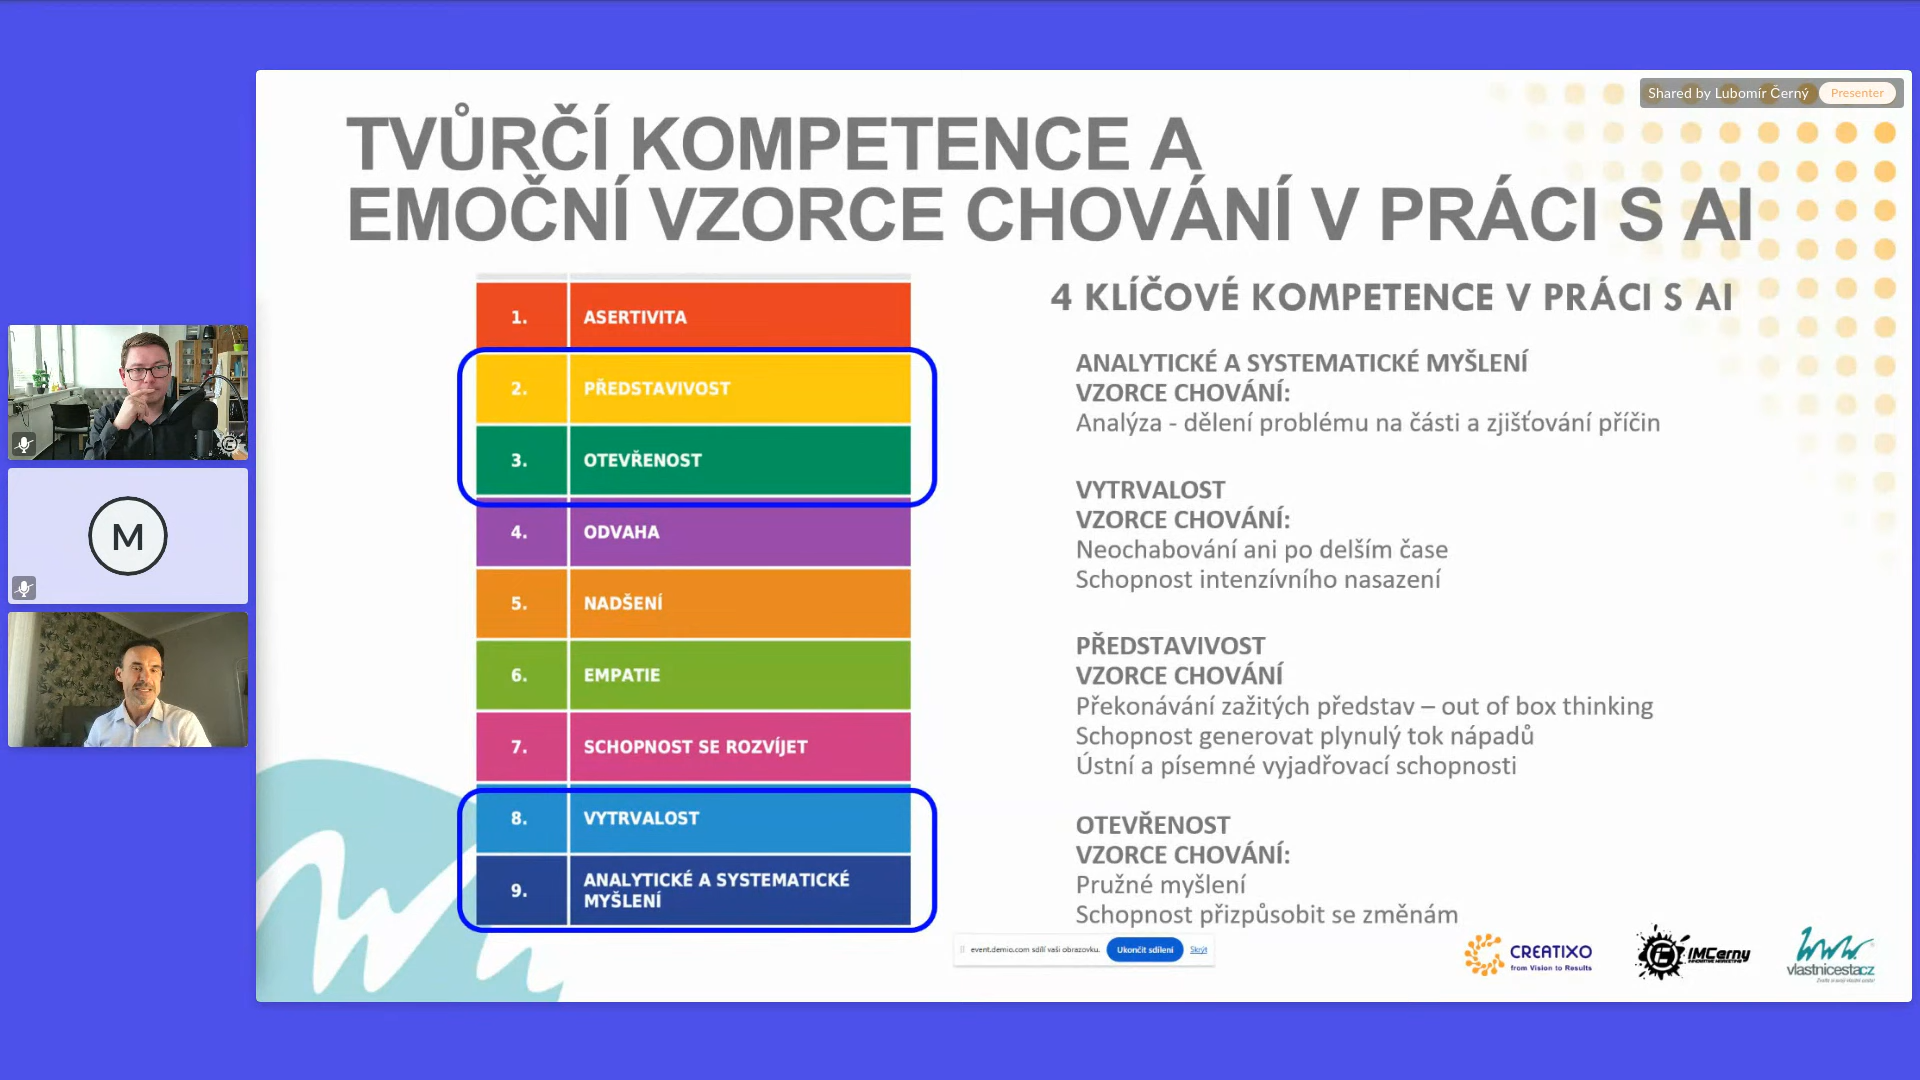 Shared by Lubomír Černý
Presenter
TVŮRČÍ KOMPETENCE A
EMOČNÍ VZORCE CHOVÁNÍ V PRÁCI S AI
1. ASERTIVITA
2. PŘEDSTAVIVOST
3. OTEVŘENOST
4. ODVAHA
5. NADŠENÍ
6. EMPATIE
7. SCHOPNOST SE ROZVÍJET
8. VYTRVALOST
9. ANALYTICKÉ A SYSTEMATICKÉ
MYŠLENÍ
4 KLÍČOVÉ KOMPETENCE V PRÁCI S AI
ANALYTICKÉ A SYSTEMATICKÉ MYŠLENÍ
VZORCE CHOVÁNÍ:
Analýza - dělení problému na části a zjišťování příčin
VYTRVALOST
VZORCE CHOVÁNÍ:
Neochabování ani po delším čase
Schopnost intenzívního nasazení
PŘEDSTAVIVOST
VZORCE CHOVÁNÍ
Překonávání zažitých představ – out of box thinking
Schopnost generovat plynulý tok nápadů
Ústní a písemné vyjadřovací schopnosti
OTEVŘENOST
VZORCE CHOVÁNÍ:
Pružné myšlení
Schopnost přizpůsobit se změnám
M
event.demio.com sdílí vaši obrazovku.
Ukončit sdílení
Skrýt
CREATIXO
from Vision to Results
IMCerny
INNOVATIVE MARKETING
vlastnicestacz